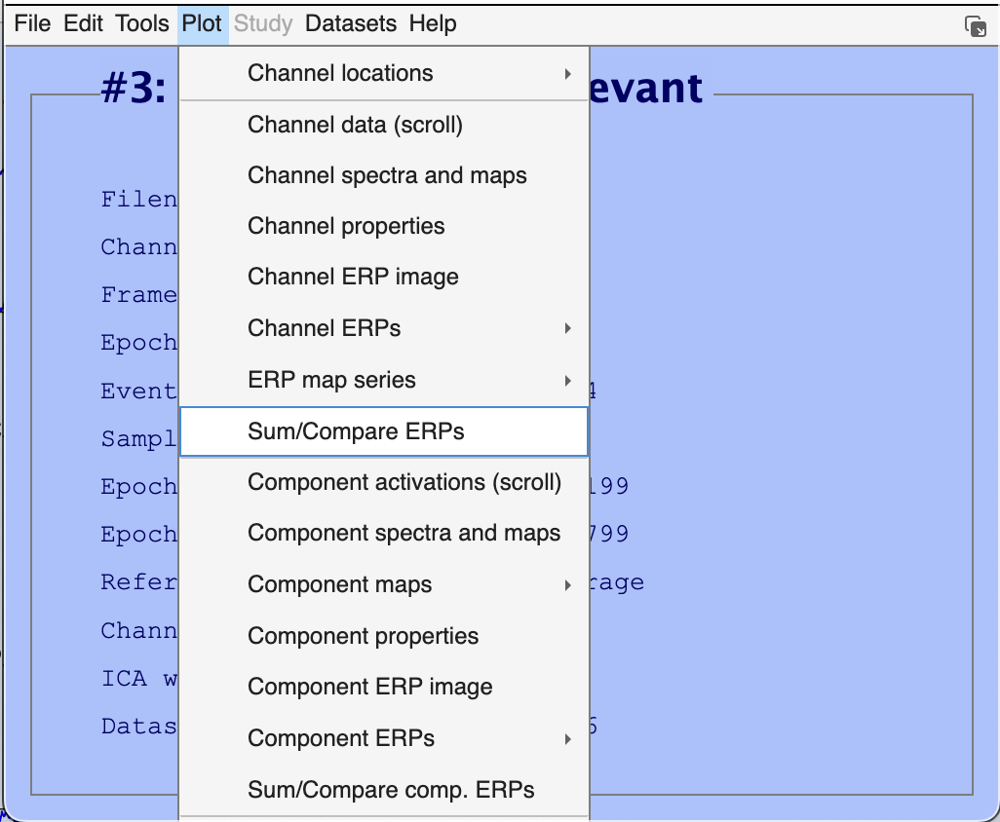 File Edit Tools Plot Study Datasets Help
#3: evant
Channel locations
Channel data (scroll)
Channel spectra and maps
Channel properties
Channel ERP image
Channel ERPs
ERP map series
Sum/Compare ERPs
Component activations (scroll)
Component spectra and maps
Component maps
Component properties
Component ERP image
Component ERPs
Sum/Compare comp. ERPs
Filen
Chann
Frame
Epoch
Event 4
Sampl
Epoch 199
Epoch 799
Refer rage
Chann
ICA w
Datas 6